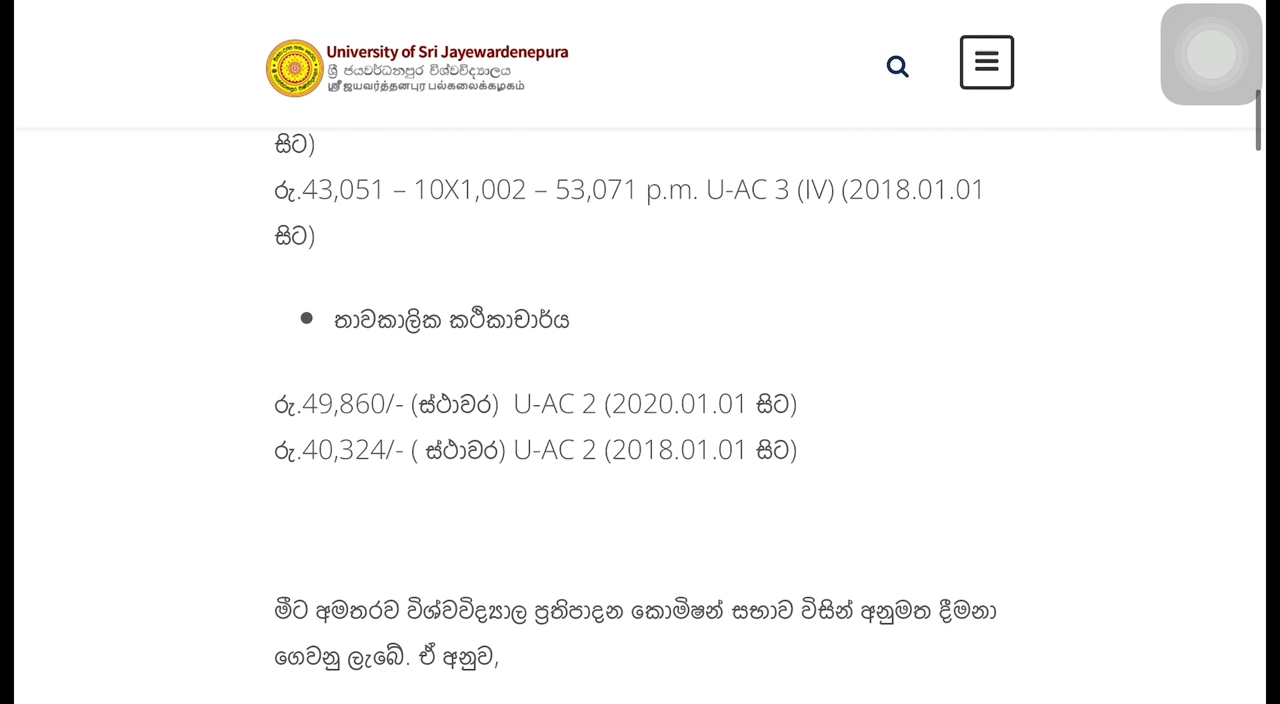 University of Sri Jayewardenepura
ශ්‍රී ජයවර්ධනපුර විශ්වවිද්‍යාලය
ஸ்ரீ ஜயவர்த்தனபுர பல்கலைக்கழகம்
සිට)
රු.43,051 – 10X1,002 – 53,071 p.m. U-AC 3 (IV) (2018.01.01
සිට)
● තාවකාලික කථිකාචාර්ය
රු.49,860/- (ස්ථාවර) U-AC 2 (2020.01.01 සිට)
රු.40,324/- ( ස්ථාවර) U-AC 2 (2018.01.01 සිට)
මීට අමතරව විශ්වවිද්‍යාල ප්‍රතිපාදන කොමිෂන් සභාව විසින් අනුමත දීමනා
ගෙවනු ලැබේ. ඒ අනුව,